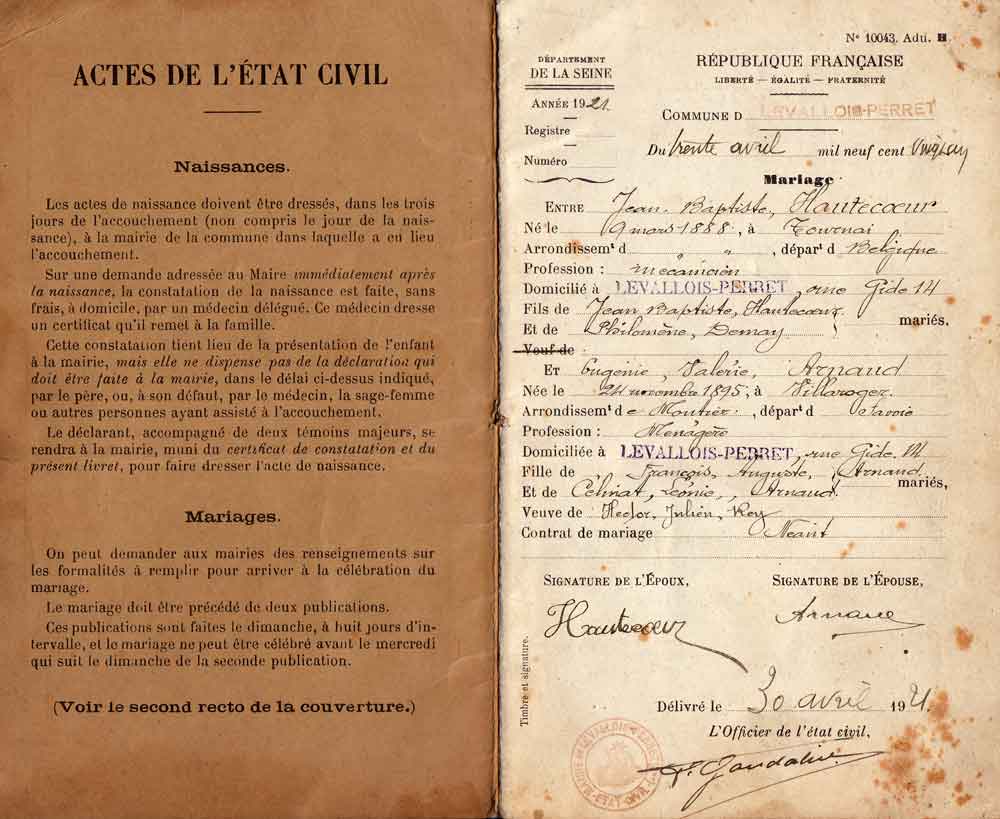 ACTES DE L'ÉTAT CIVIL
Naissances.
Les actes de naissance doivent être dressés, dans les trois
jours de l'accouchement (non compris le jour de la nais-
sance), à la mairie de la commune dans laquelle a eu lieu
l'accouchement.
Sur une demande adressée au Maire immédiatement après
la naissance, la constatation de la naissance est faite, sans
frais, à domicile, par un médecin délégué. Ce médecin dresse
un certificat qu'il remet à la famille.
Cette constatation tient lieu de la présentation de l'enfant
à la mairie, mais elle ne dispense pas de la déclaration qui
doit être faite à la mairie, dans le délai ci-dessus indiqué,
par le père, ou, à son défaut, par le médecin, la sage-femme
ou autres personnes ayant assisté à l'accouchement.
Le déclarant, accompagné de deux témoins majeurs, se
rendra à la mairie, muni du certificat de constatation et du
présent livret, pour faire dresser l'acte de naissance.
Mariages.
On peut demander aux mairies des renseignements sur
les formalités à remplir pour arriver à la célébration du
mariage.
Le mariage doit être précédé de deux publications.
Ces publications sont faites le dimanche, à huit jours d'in-
tervalle, et le mariage ne peut être célébré avant le mercredi
qui suit le dimanche de la seconde publication.
(Voir le second recto de la couverture.)
N° 10043. Adti. H
DÉPARTEMENT
DE LA SEINE
ANNÉE 1921
Registre
Numéro
RÉPUBLIQUE FRANÇAISE
LIBERTÉ — ÉGALITÉ — FRATERNITÉ
COMMUNE D LEVALLOIS-PERRET
Du trente avril mil neuf cent vingt un
Mariage
ENTRE Jean Baptiste, Hautecœur
Né le 9 mars 1888, à Tournai
Arrondissemt d " " , départ d Belgique
Profession : mécanicien
Domicilié à LEVALLOIS-PERRET, rue Gide 14
Fils de Jean Baptiste, Hautecœur
Et de Philomène, Demay mariés,
Veuf de
ET Eugénie, Valérie, Arnaud
Née le 24 novembre 1895, à Villaroger.
Arrondissemt de Moutier, départ d Savoie
Profession : Ménagère
Domiciliée à LEVALLOIS-PERRET, rue Gide 14
Fille de François, Auguste, Arnaud
Et de Léonie, Arnaud. mariés,
Veuve de Hector, Julien, Rey
Contrat de mariage Néant
SIGNATURE DE L'ÉPOUX,
SIGNATURE DE L'ÉPOUSE,
Hautecœur
Arnaud
Timbre et signature.
Délivré le 30 avril 1921.
L'Officier de l'état civil,